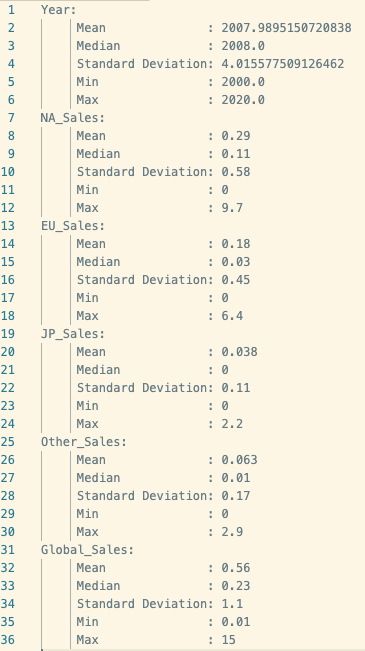 1 Year:
2 Mean : 2007.9895150720838
3 Median : 2008.0
4 Standard Deviation: 4.015577509126462
5 Min : 2000.0
6 Max : 2020.0
7 NA_Sales:
8 Mean : 0.29
9 Median : 0.11
10 Standard Deviation: 0.58
11 Min : 0
12 Max : 9.7
13 EU_Sales:
14 Mean : 0.18
15 Median : 0.03
16 Standard Deviation: 0.45
17 Min : 0
18 Max : 6.4
19 JP_Sales:
20 Mean : 0.038
21 Median : 0
22 Standard Deviation: 0.11
23 Min : 0
24 Max : 2.2
25 Other_Sales:
26 Mean : 0.063
27 Median : 0.01
28 Standard Deviation: 0.17
29 Min : 0
30 Max : 2.9
31 Global_Sales:
32 Mean : 0.56
33 Median : 0.23
34 Standard Deviation: 1.1
35 Min : 0.01
36 Max : 15